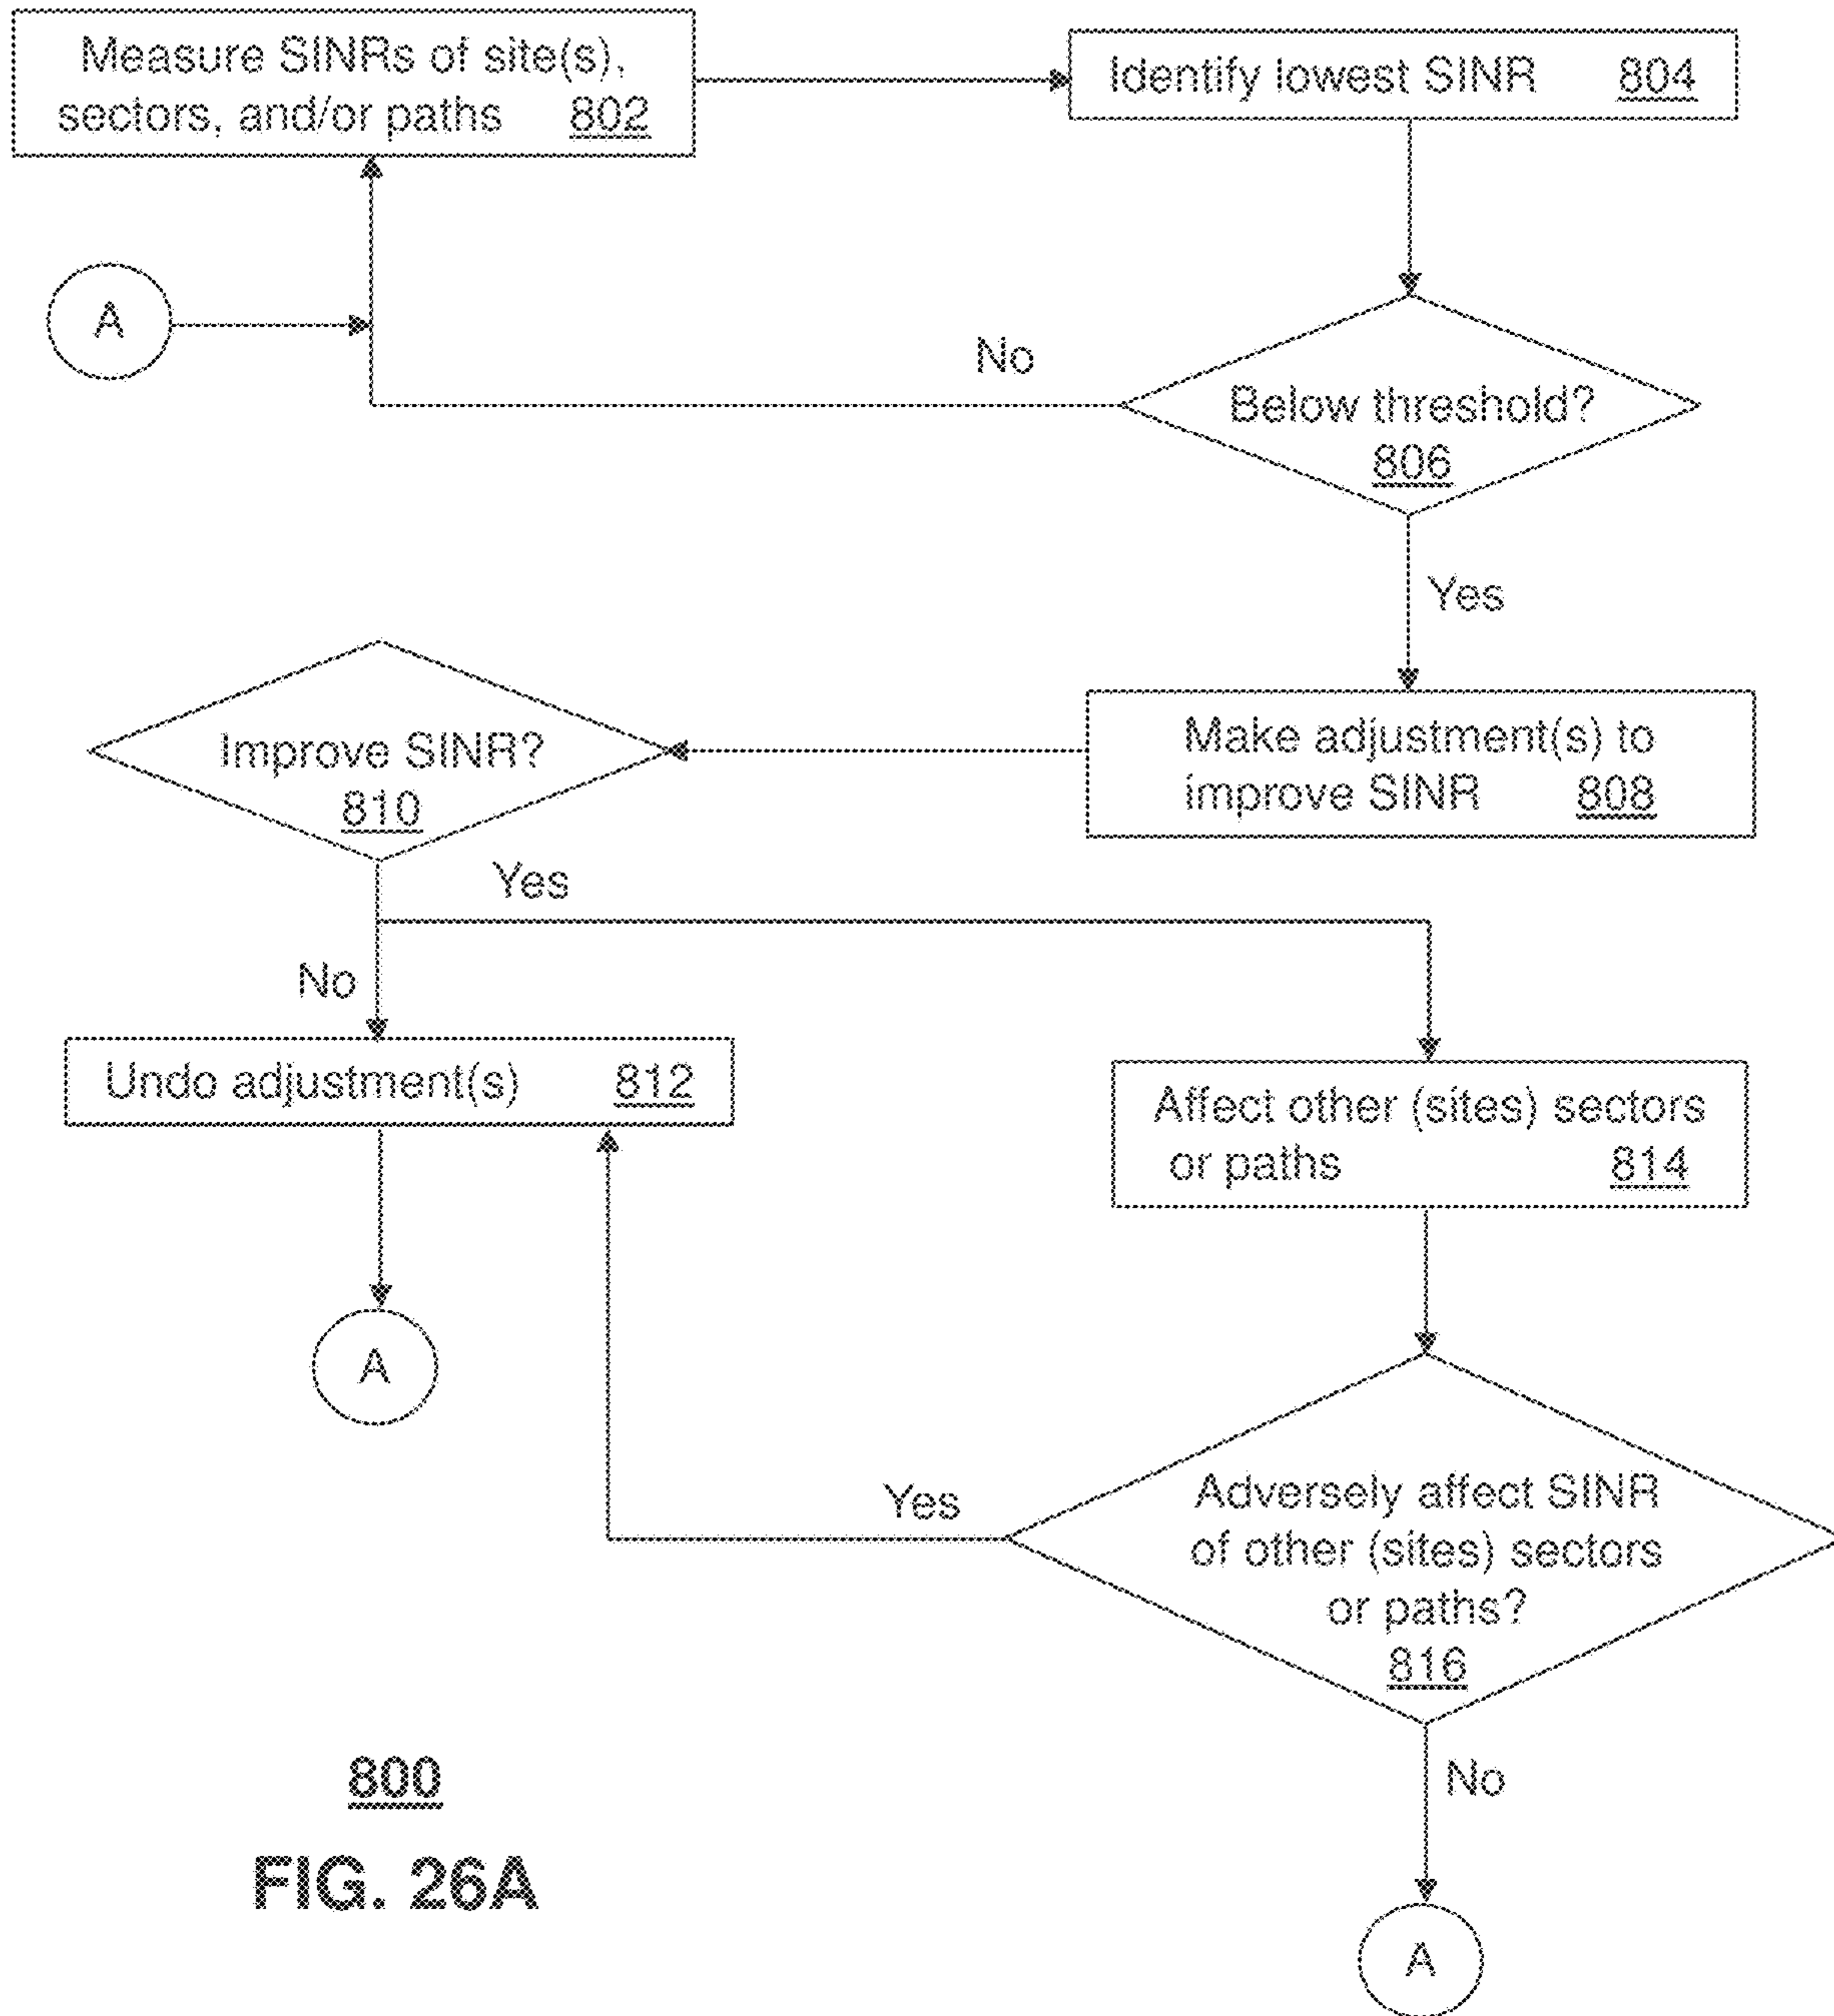 Measure SINRs of site(s),
sectors, and/or paths 802
Identify lowest SINR 804
A
No
Below threshold?
806
Yes
Improve SINR?
810
Make adjustment(s) to
improve SINR 808
Yes
No
Undo adjustment(s) 812
Affect other (sites) sectors
or paths 814
A
Yes
Adversely affect SINR
of other (sites) sectors
or paths?
816
No
800
FIG. 26A
A